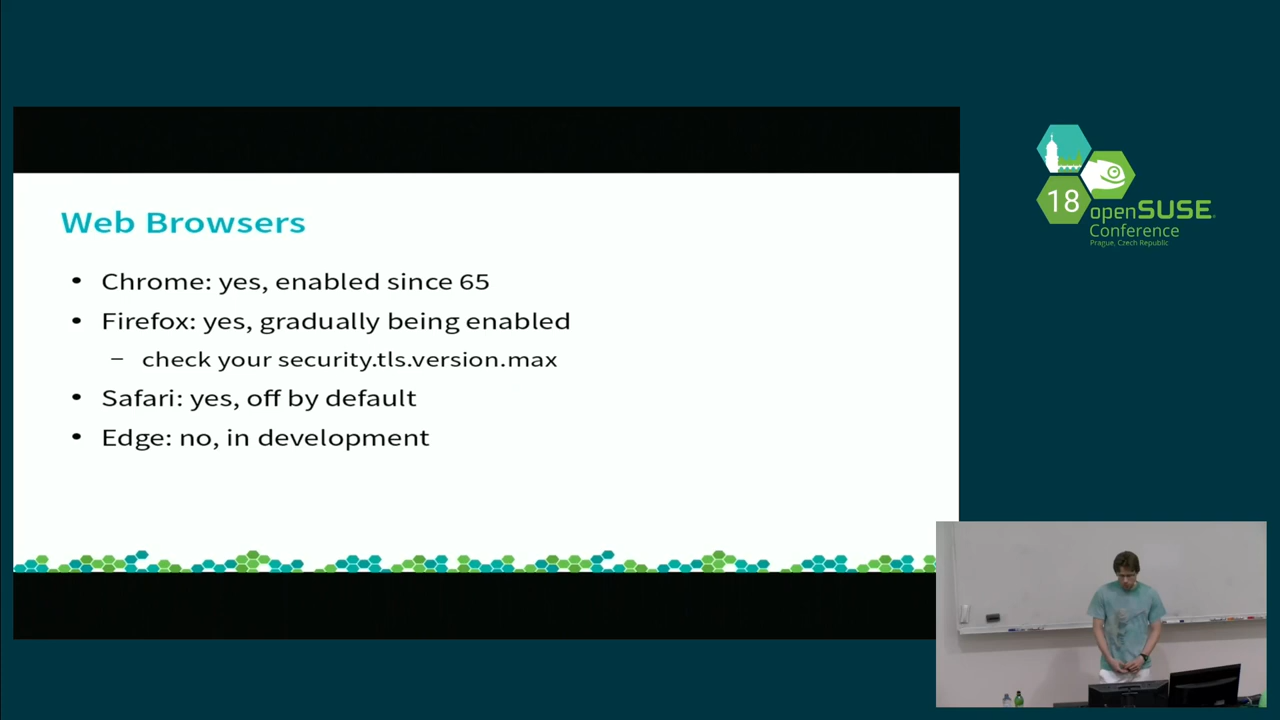 Web Browsers
• Chrome: yes, enabled since 65
• Firefox: yes, gradually being enabled
– check your security.tls.version.max
• Safari: yes, off by default
• Edge: no, in development
18
openSUSE
Conference
Prague, Czech Republic